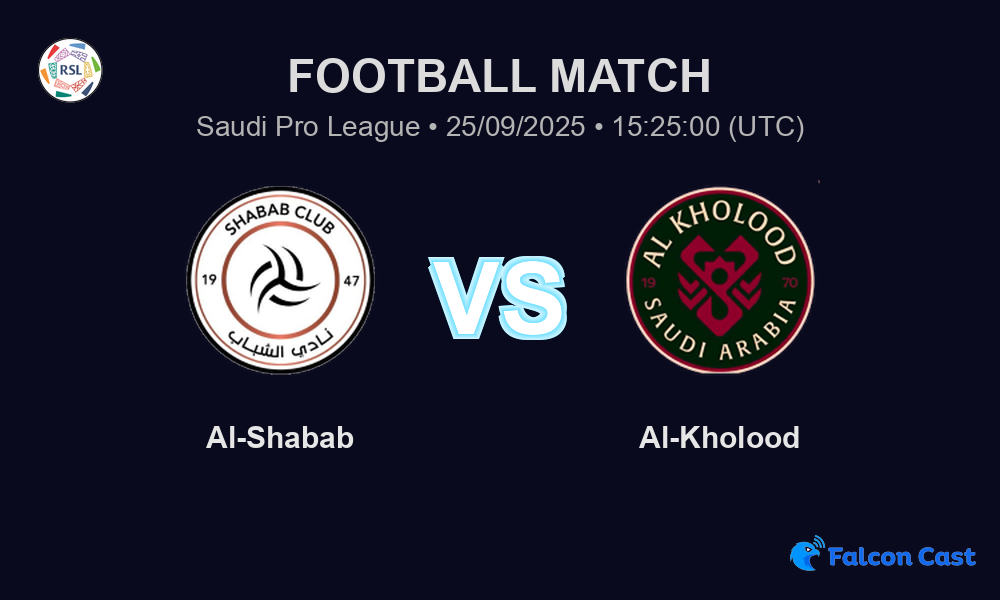 RSL
FOOTBALL MATCH
Saudi Pro League • 25/09/2025 • 15:25:00 (UTC)
SHABAB CLUB
19 47
نادي الشباب
VS
AL KHOLOOD
19 70
SAUDI ARABIA
Al-Shabab
Al-Kholood
Falcon Cast